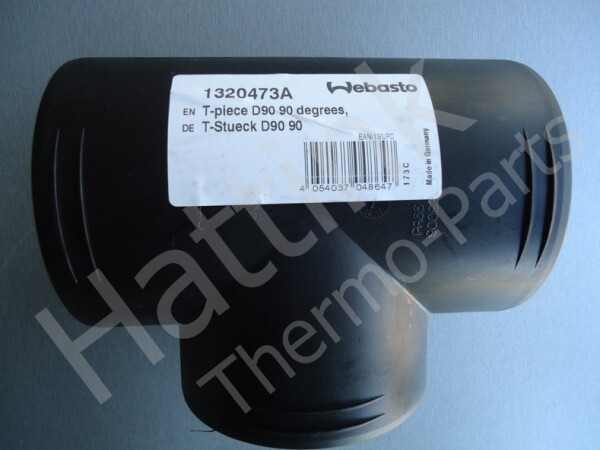 1320473A
Webasto
EN T-piece D90 90 degrees,
DE T-Stueck D90 90
EAN-13/UPC
4 054037 048647
173C
Made in Germany
Hattink
Thermo-Parts